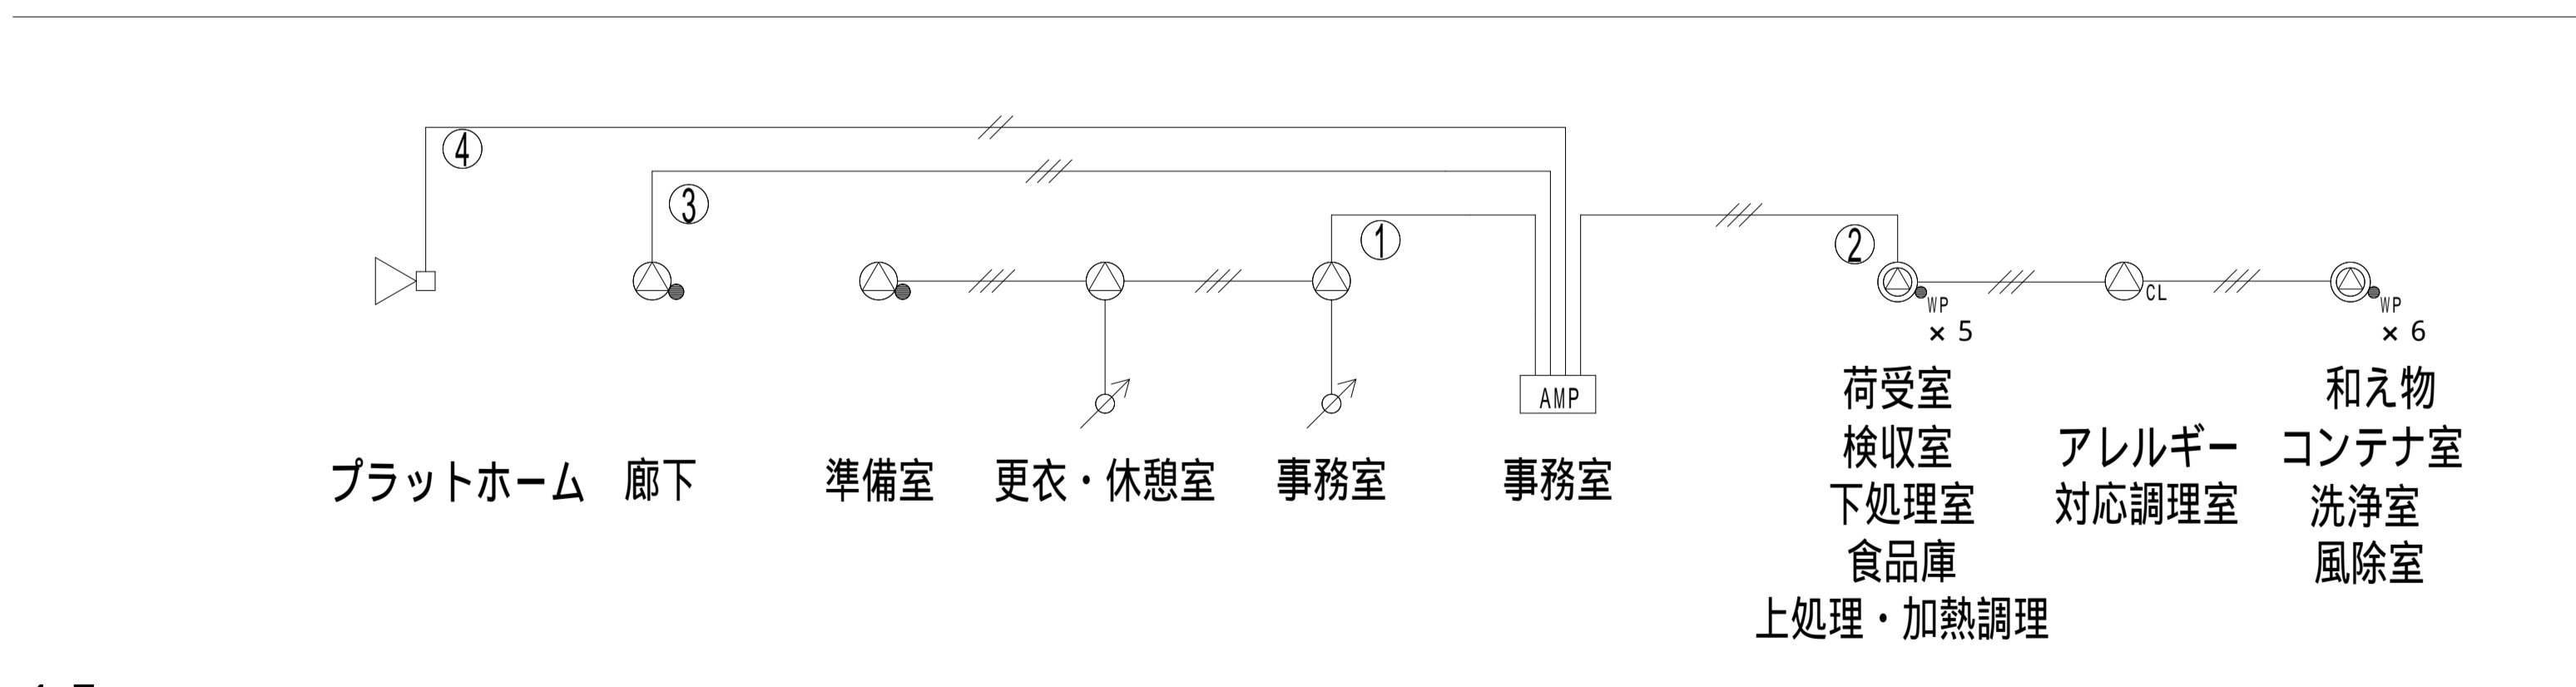 ④
③
①
②
AMP
WP
× 5
CL
WP
× 6
プラットホーム
廊下
準備室
更衣・休憩室
事務室
事務室
荷受室
検収室
下処理室
食品庫
上処理・加熱調理
アレルギー
対応調理室
和え物
コンテナ室
洗浄室
風除室